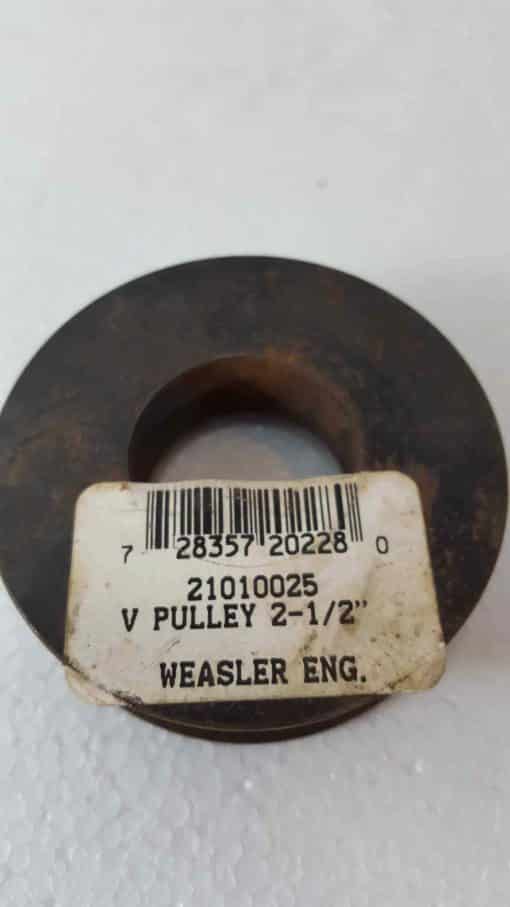 7 28357 20228 0
21010025
V PULLEY 2-1/2"
WEASLER ENG.